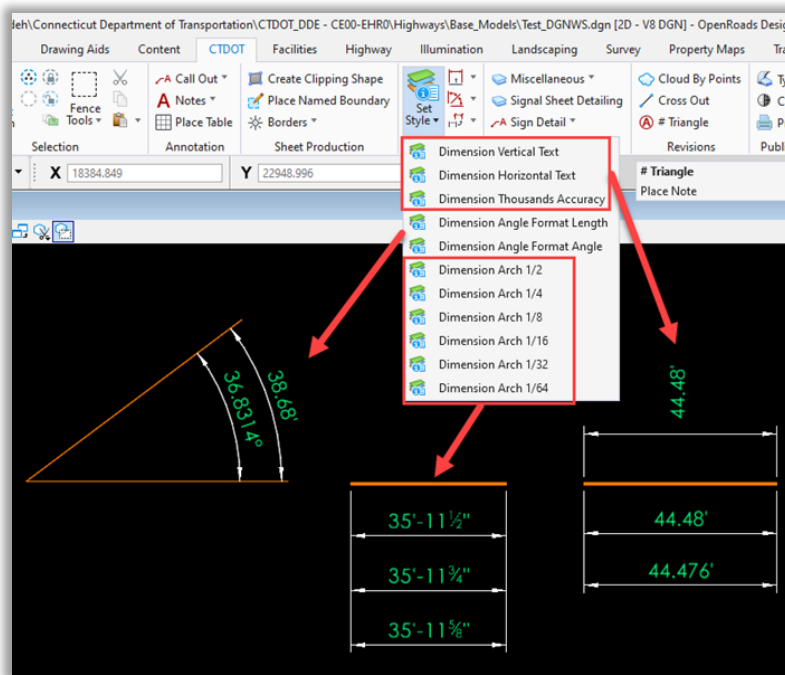 deh\Connecticut Department of Transportation\CTDOT_DDE - CE00-EHR0\Highways\Base_Models\Test_DGNWS.dgn [2D - V8 DGN] - OpenRoads Desig
Drawing Aids Content CTDOT Facilities Highway Illumination Landscaping Survey Property Maps Tra
Call Out Create Clipping Shape Miscellaneous Cloud By Points Ty
Notes Place Named Boundary Signal Sheet Detailing Cross Out C
Fence Tools Place Table Borders Set Style Sign Detail # Triangle Pr
Selection Annotation Sheet Production Revisions Publi
X 18384.849 Y 22948.996
# Triangle
Place Note
Dimension Vertical Text
Dimension Horizontal Text
Dimension Thousands Accuracy
Dimension Angle Format Length
Dimension Angle Format Angle
Dimension Arch 1/2
Dimension Arch 1/4
Dimension Arch 1/8
Dimension Arch 1/16
Dimension Arch 1/32
Dimension Arch 1/64
36.8314°
38.68'
35'-11½"
35'-11¾"
35'-11⅝"
44.48'
44.48'
44.476'